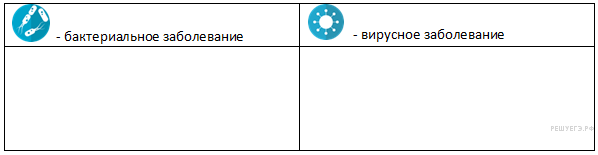 - бактериальное заболевание
- вирусное заболевание
РЕШУЕГЭ.РФ